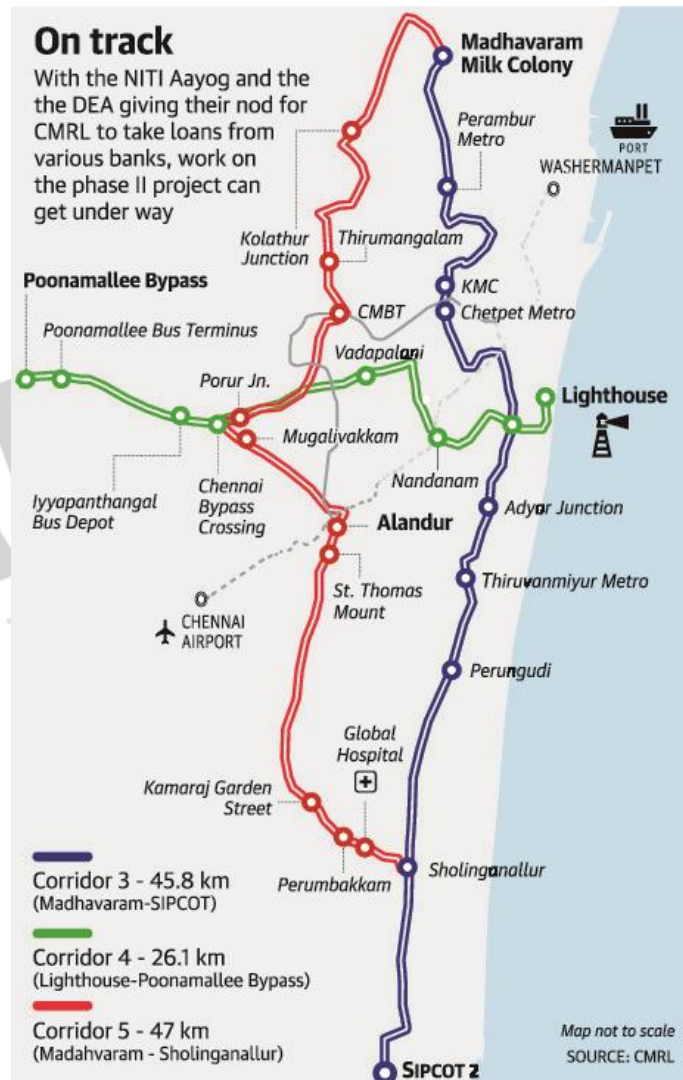 On track
With the NITI Aayog and the
the DEA giving their nod for
CMRL to take loans from
various banks, work on
the phase II project can
get under way
Madhavaram
Milk Colony
Perambur
Metro
PORT
WASHERMANPET
Kolathur
Junction
Thirumangalam
KMC
Poonamallee Bypass
CMBT
Chetpet Metro
Poonamallee Bus Terminus
Vadapalani
Porur Jn.
Lighthouse
Mugalivakkam
Iyyapanthangal
Bus Depot
Chennai
Bypass
Crossing
Nandanam
Alandur
Adyar Junction
St. Thomas
Mount
Thiruvanmiyur Metro
CHENNAI
AIRPORT
Perungudi
Global
Hospital
Kamaraj Garden
Street
Perumbakkam
Sholinganallur
Corridor 3 - 45.8 km
(Madhavaram-SIPCOT)
Corridor 4 - 26.1 km
(Lighthouse-Poonamallee Bypass)
Corridor 5 - 47 km
(Madahvaram - Sholinganallur)
Map not to scale
SOURCE: CMRL
SIPCOT 2